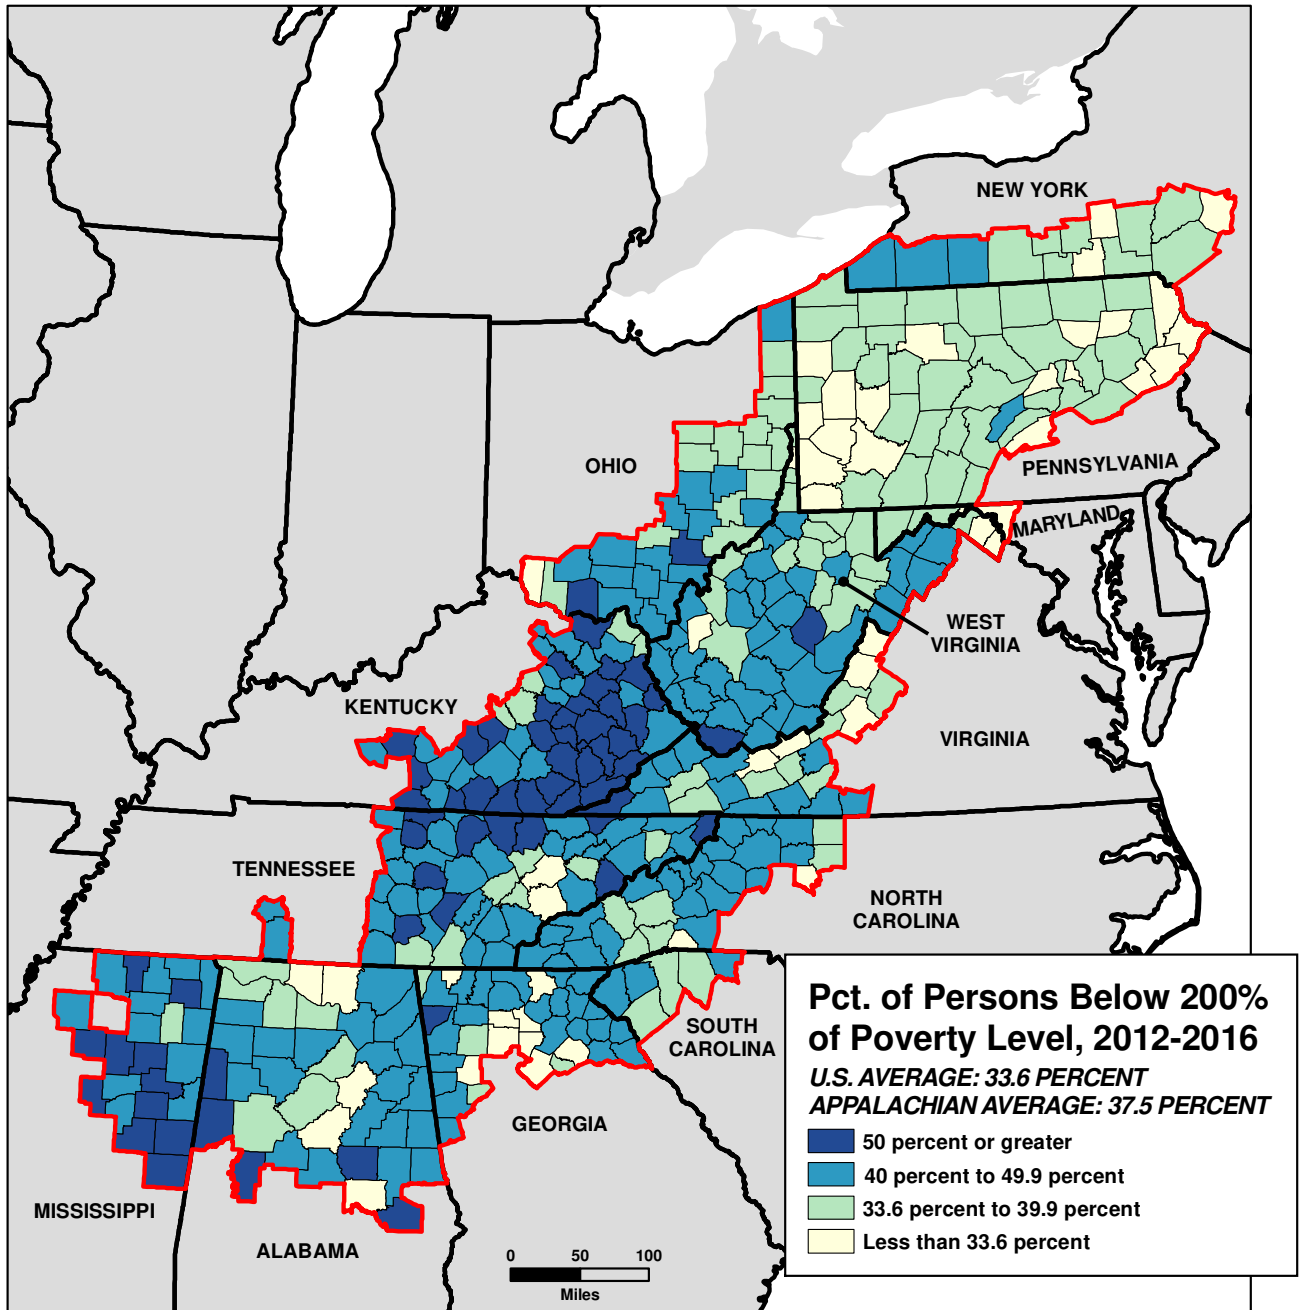 NEW YORK
OHIO
PENNSYLVANIA
MARYLAND
WEST
VIRGINIA
KENTUCKY
VIRGINIA
TENNESSEE
NORTH
CAROLINA
SOUTH
CAROLINA
GEORGIA
MISSISSIPPI
ALABAMA
Pct. of Persons Below 200%
of Poverty Level, 2012-2016
U.S. AVERAGE: 33.6 PERCENT
APPALACHIAN AVERAGE: 37.5 PERCENT
50 percent or greater
40 percent to 49.9 percent
33.6 percent to 39.9 percent
Less than 33.6 percent
0 50 100
Miles